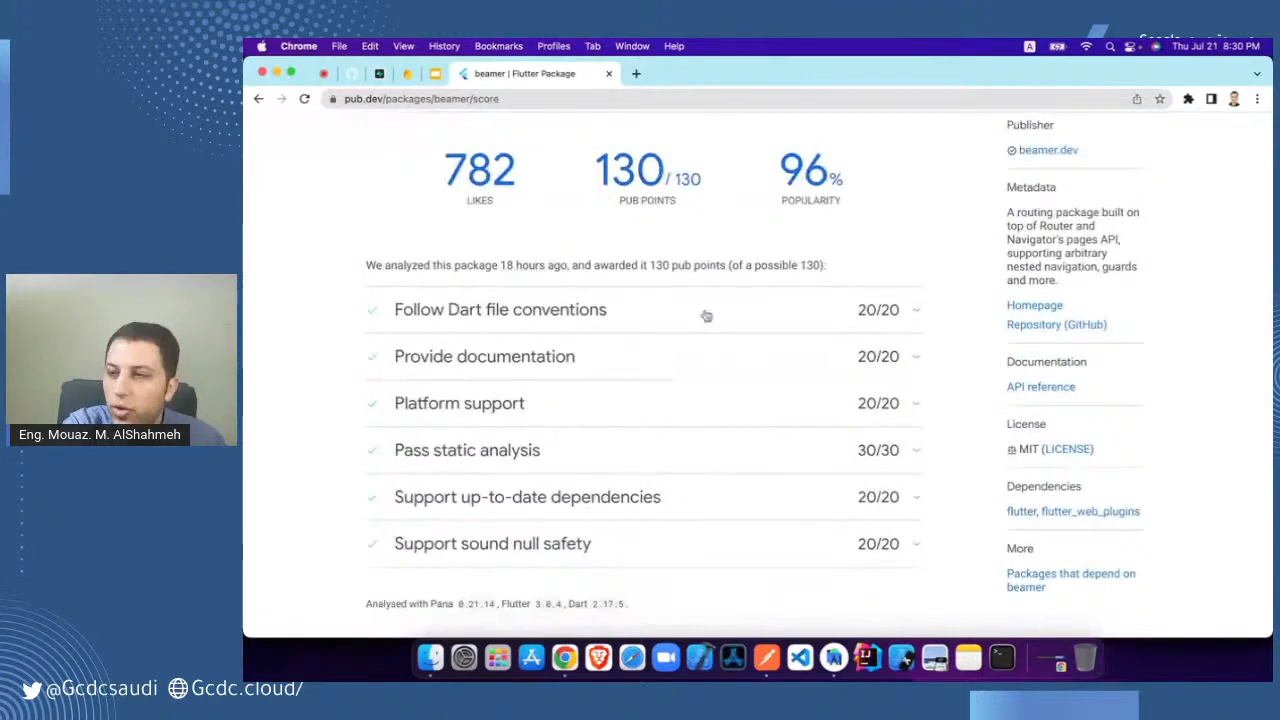 Chrome File Edit View History Bookmarks Profiles Tab Window Help
A
Thu Jul 21 8:30 PM
beamer | Flutter Package
pub.dev/packages/beamer/score
782
LIKES
130/ 130
PUB POINTS
96%
POPULARITY
We analyzed this package 18 hours ago, and awarded it 130 pub points (of a possible 130):
Follow Dart file conventions 20/20
Provide documentation 20/20
Platform support 20/20
Pass static analysis 30/30
Support up-to-date dependencies 20/20
Support sound null safety 20/20
Analysed with Pana 0.21.14, Flutter 3.0.4, Dart 2.17.5.
Publisher
beamer.dev
Metadata
A routing package built on
top of Router and
Navigator's pages API,
supporting arbitrary
nested navigation, guards
and more.
Homepage
Repository (GitHub)
Documentation
API reference
License
MIT (LICENSE)
Dependencies
flutter, flutter_web_plugins
More
Packages that depend on
beamer
Eng. Mouaz. M. AlShahmeh
@Gcdcsaudi Gcdc.cloud/